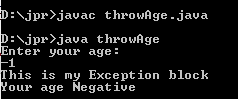 D:\jpr>javac throwAge.java
D:\jpr>java throwAge
Enter your age:
-1
This is my Exception block
Your age Negative